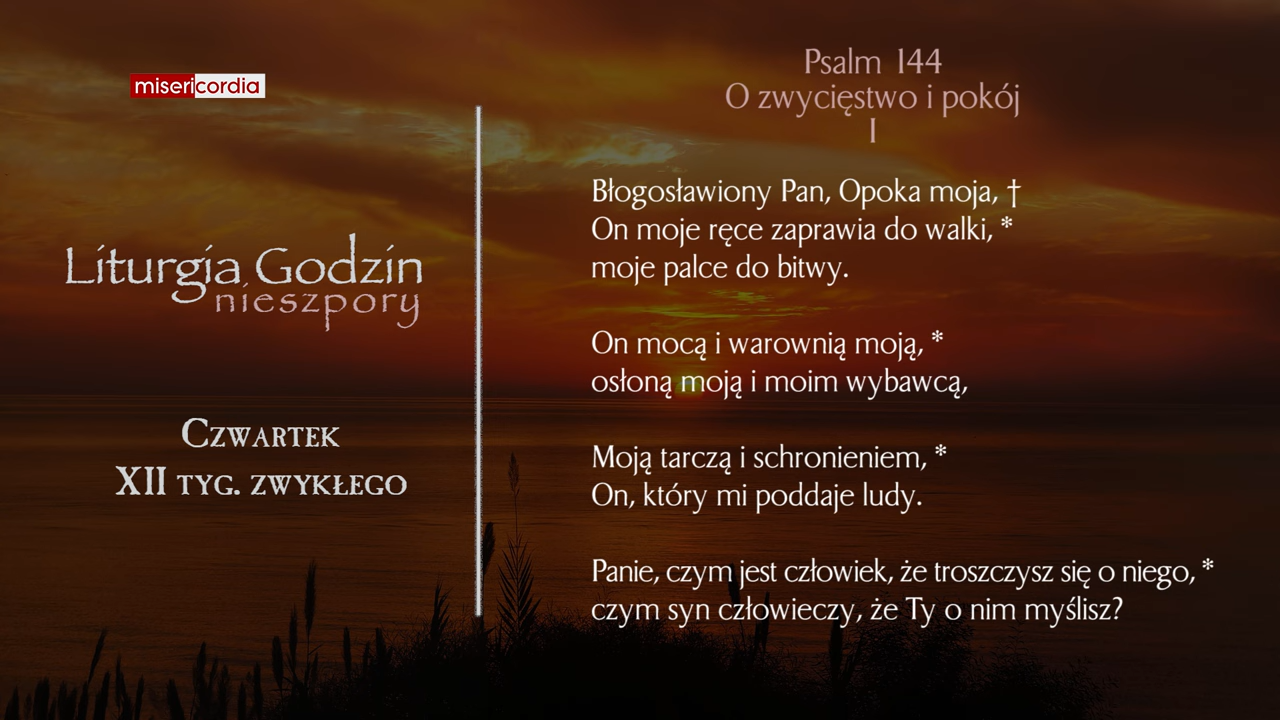 misericordia
Liturgia Godzin
nieszpory
Czwartek
XII tyg. zwykłego
Psalm 144
O zwycięstwo i pokój
I
Błogosławiony Pan, Opoka moja, †
On moje ręce zaprawia do walki, *
moje palce do bitwy.
On mocą i warownią moją, *
osłoną moją i moim wybawcą,
Moją tarczą i schronieniem, *
On, który mi poddaje ludy.
Panie, czym jest człowiek, że troszczysz się o niego, *
czym syn człowieczy, że Ty o nim myślisz?